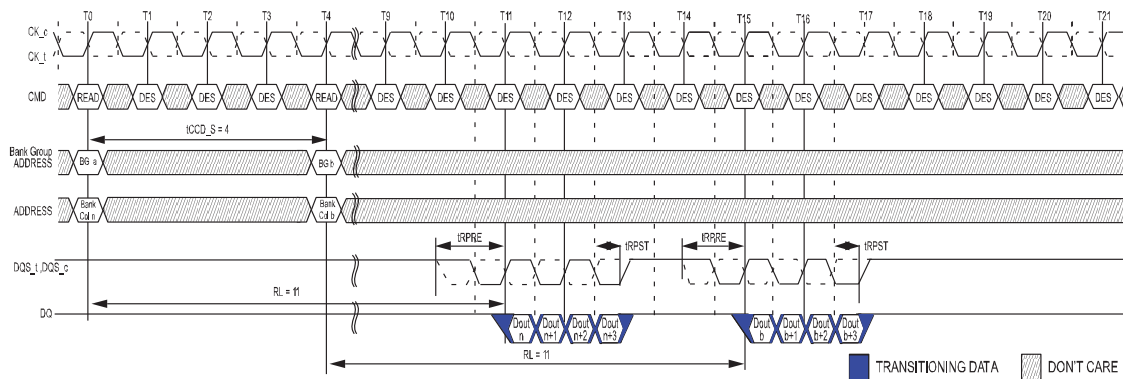 T0 T1 T2 T3 T4 T9 T10 T11 T12 T13 T14 T15 T16 T17 T18 T19 T20 T21
CK_c
CK_t
CMD READ DES DES DES READ DES DES DES DES DES DES DES DES DES DES DES DES DES
tCCD_S = 4
Bank Group
ADDRESS BG a BG b
ADDRESS Bank Col n Bank Col b
tRPRE tRPST tRPRE tRPST
DQS_t ,DQS_c
RL = 11
DQ Dout n Dout n+1 Dout n+2 Dout n+3 Dout b Dout b+1 Dout b+2 Dout b+3
RL = 11
TRANSITIONING DATA DON'T CARE